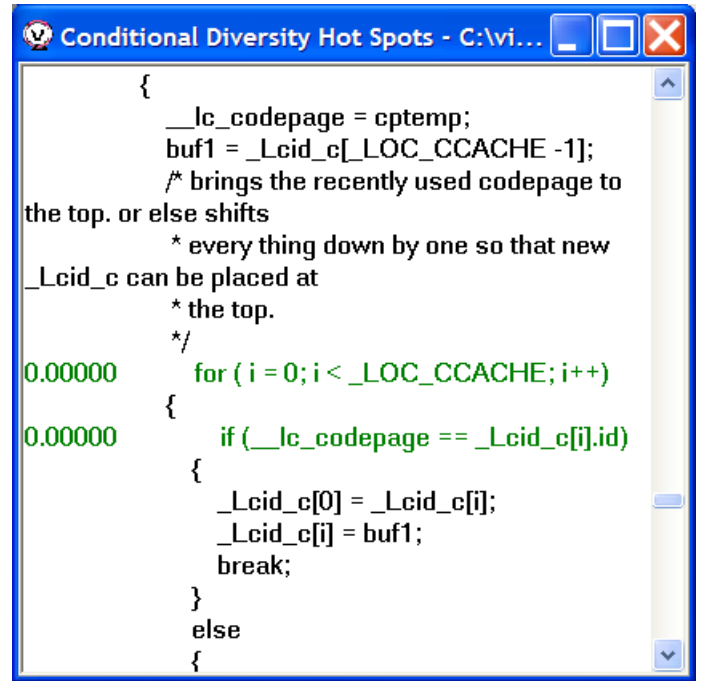 Conditional Diversity Hot Spots - C:\vi...
{
__lc_codepage = cptemp;
buf1 = _Lcid_c[_LOC_CCACHE -1];
/* brings the recently used codepage to
the top. or else shifts
* every thing down by one so that new
_Lcid_c can be placed at
* the top.
*/
0.00000 for ( i = 0; i < _LOC_CCACHE; i++)
{
0.00000 if (__lc_codepage == _Lcid_c[i].id)
{
_Lcid_c[0] = _Lcid_c[i];
_Lcid_c[i] = buf1;
break;
}
else
{